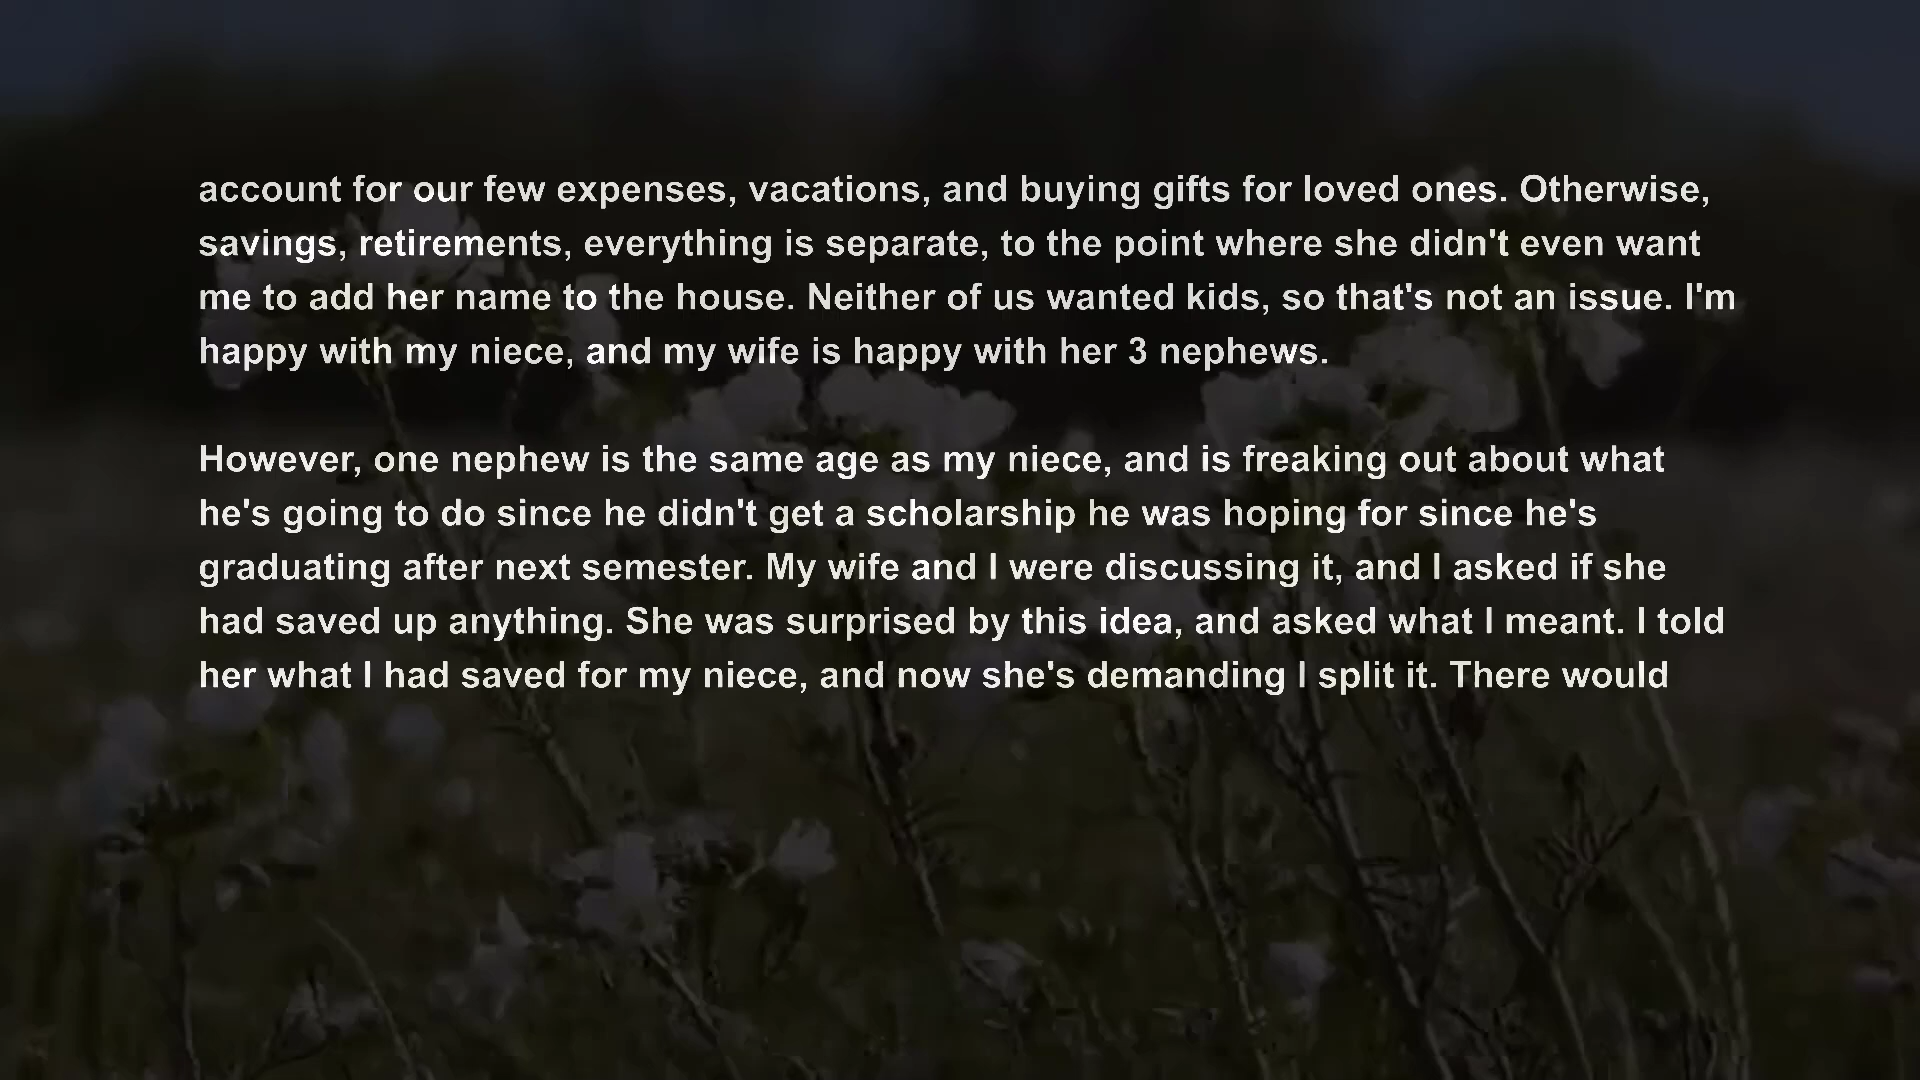 account for our few expenses, vacations, and buying gifts for loved ones. Otherwise,
savings, retirements, everything is separate, to the point where she didn't even want
me to add her name to the house. Neither of us wanted kids, so that's not an issue. I'm
happy with my niece, and my wife is happy with her 3 nephews.
However, one nephew is the same age as my niece, and is freaking out about what
he's going to do since he didn't get a scholarship he was hoping for since he's
graduating after next semester. My wife and I were discussing it, and I asked if she
had saved up anything. She was surprised by this idea, and asked what I meant. I told
her what I had saved for my niece, and now she's demanding I split it. There would